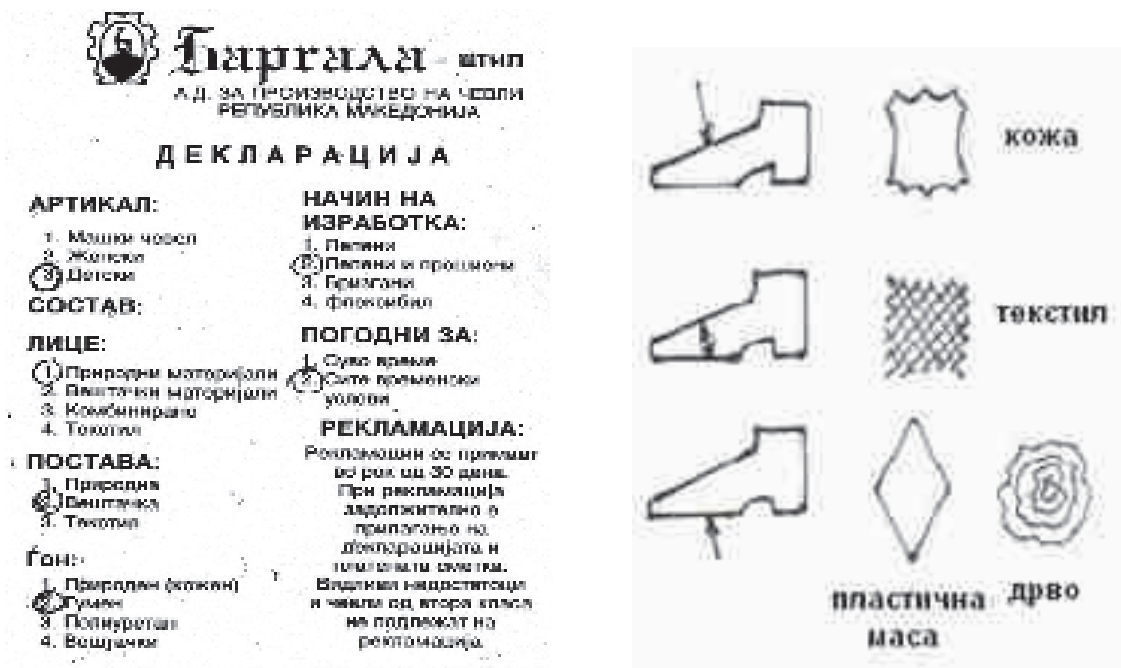 Баргала - ШТИП
А.Д. ЗА ПРОИЗВОДСТВО НА ЧЕВЛИ
РЕПУБЛИКА МАКЕДОНИЈА
ДЕКЛАРАЦИЈА
АРТИКАЛ:
1. Машки чевел
2. Женски
3. Детски
СОСТАВ:
ЛИЦЕ:
1. Природни материјали
2. Вештачки материјали
3. Комбинирано
4. Текстил
ПОСТАВА:
1. Природна
2. Вештачка
3. Текстил
Ѓон:
1. Природен (кожен)
2. Гумен
3. Полиуретан
4. Вештачки
НАЧИН НА
ИЗРАБОТКА:
1. Лепени
2. Лепени и прошиени
3. Бризгани
4. флексибил
ПОГОДНИ ЗА:
1. Суво време
2. Сите временски
услови
РЕКЛАМАЦИЈА:
Рекламации се примаат
во рок од 30 дена.
При рекламација
задолжително е
прилагање на
декларацијата и
сметка.
Видливи недостатоци
и чевли од втора класа
не подлежат на
рекламација.
кожа
текстил
пластична
маса
дрво